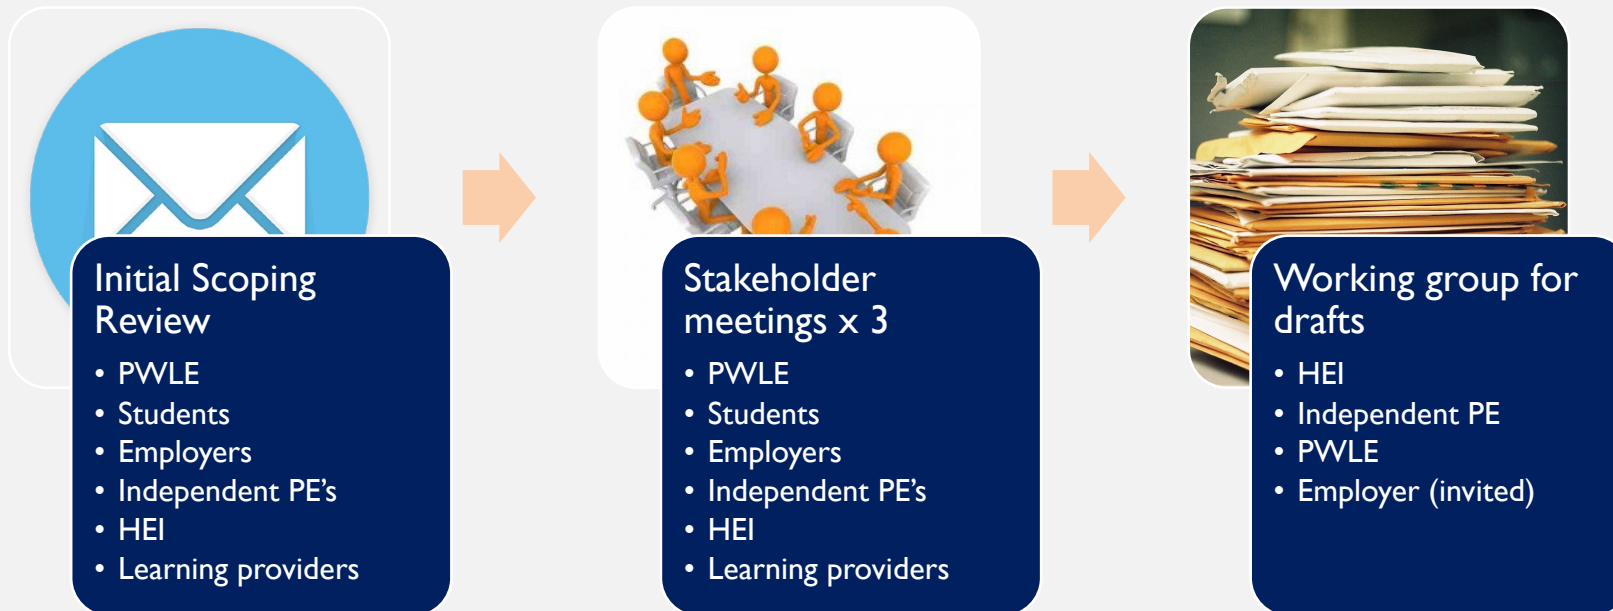 Initial Scoping
Review
• PWLE
• Students
• Employers
• Independent PE's
• HEI
• Learning providers
Stakeholder
meetings x 3
• PWLE
• Students
• Employers
• Independent PE's
• HEI
• Learning providers
Working group for
drafts
• HEI
• Independent PE
• PWLE
• Employer (invited)